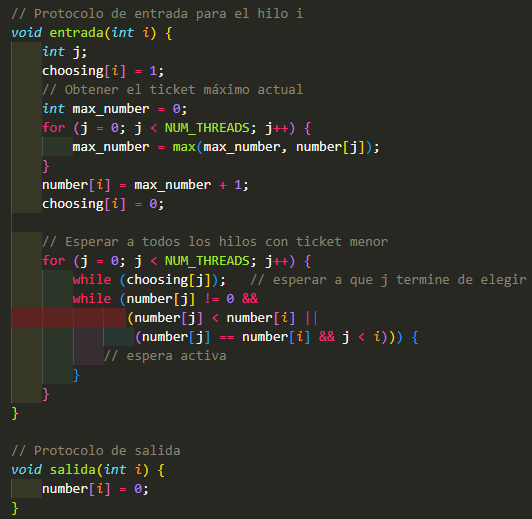 // Protocolo de entrada para el hilo i
void entrada(int i) {
    int j;
    choosing[i] = 1;
    // Obtener el ticket máximo actual
    int max_number = 0;
    for (j = 0; j < NUM_THREADS; j++) {
        max_number = max(max_number, number[j]);
    }
    number[i] = max_number + 1;
    choosing[i] = 0;

    // Esperar a todos los hilos con ticket menor
    for (j = 0; j < NUM_THREADS; j++) {
        while (choosing[j]);   // esperar a que j termine de elegir
        while (number[j] != 0 &&
               (number[j] < number[i] ||
                (number[j] == number[i] && j < i))) {
            // espera activa
        }
    }
}

// Protocolo de salida
void salida(int i) {
    number[i] = 0;
}